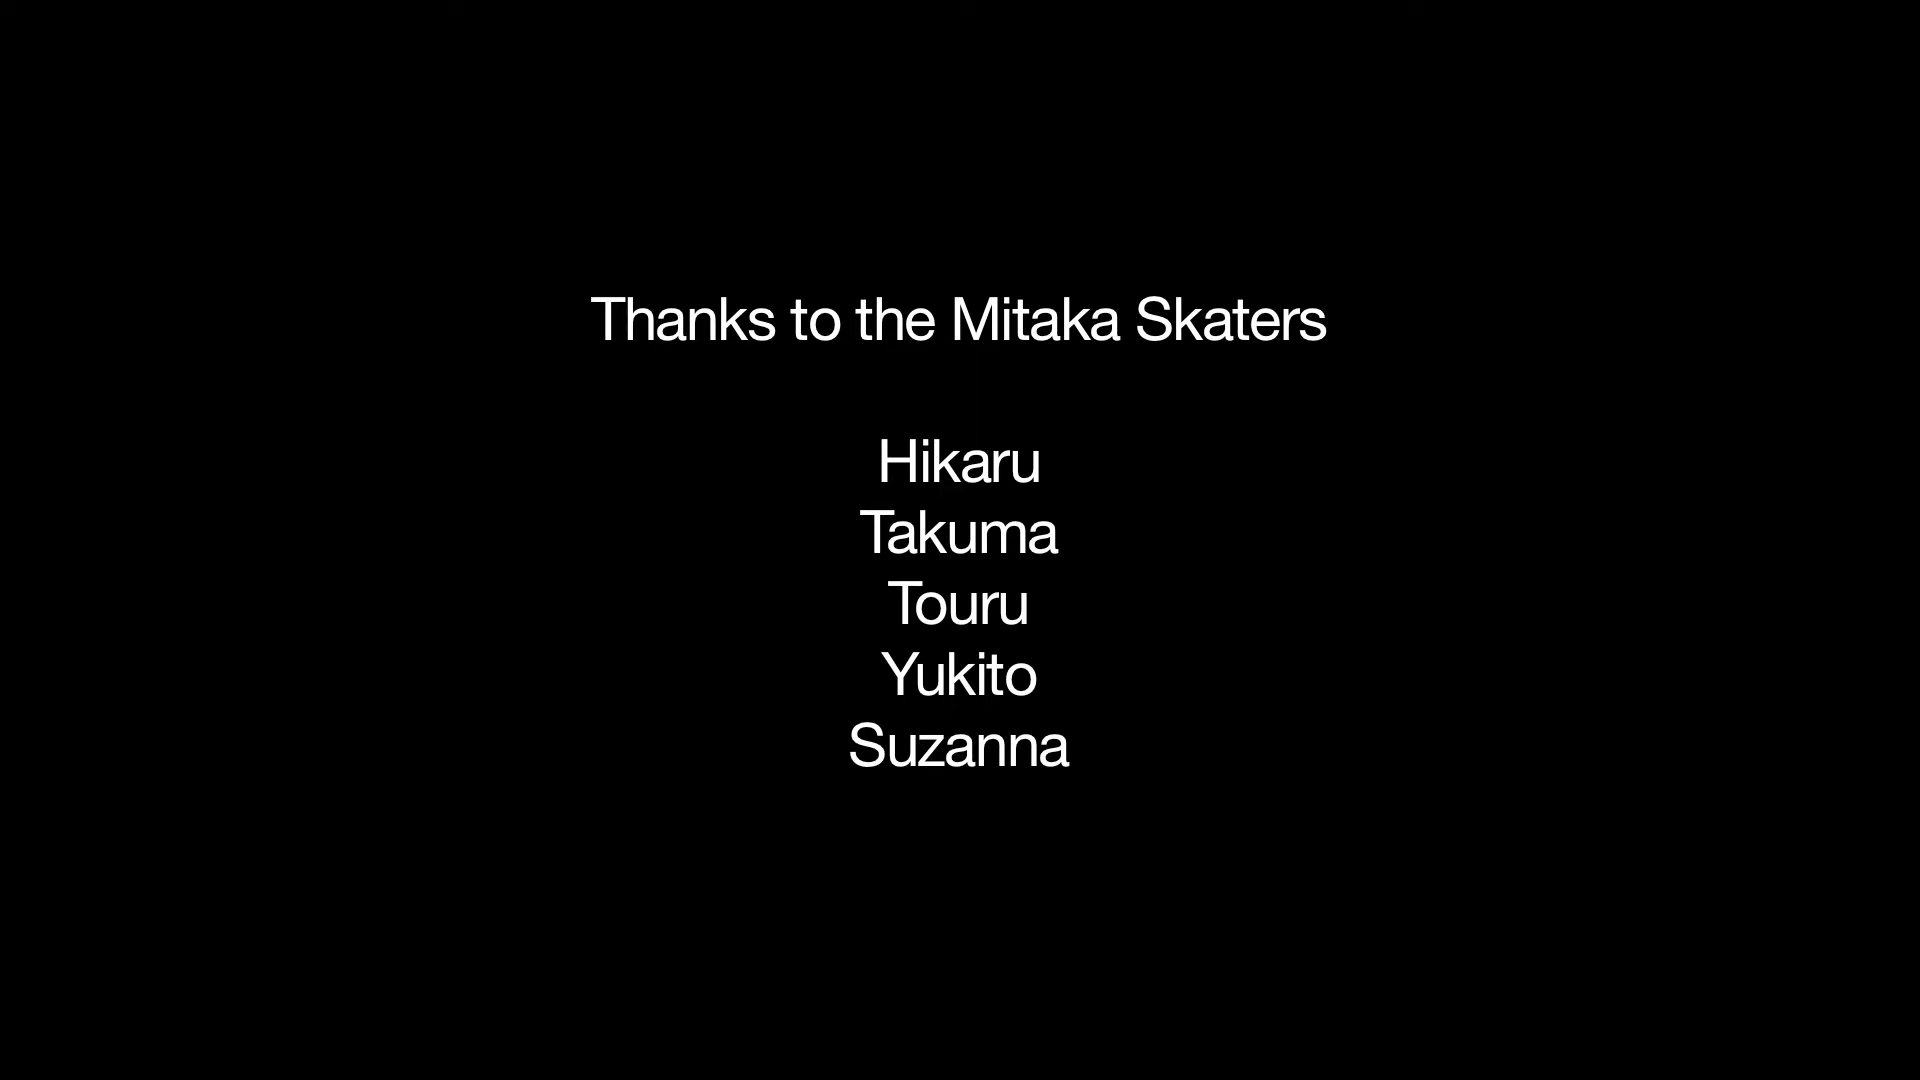 Thanks to the Mitaka Skaters
Hikaru
Takuma
Touru
Yukito
Suzanna